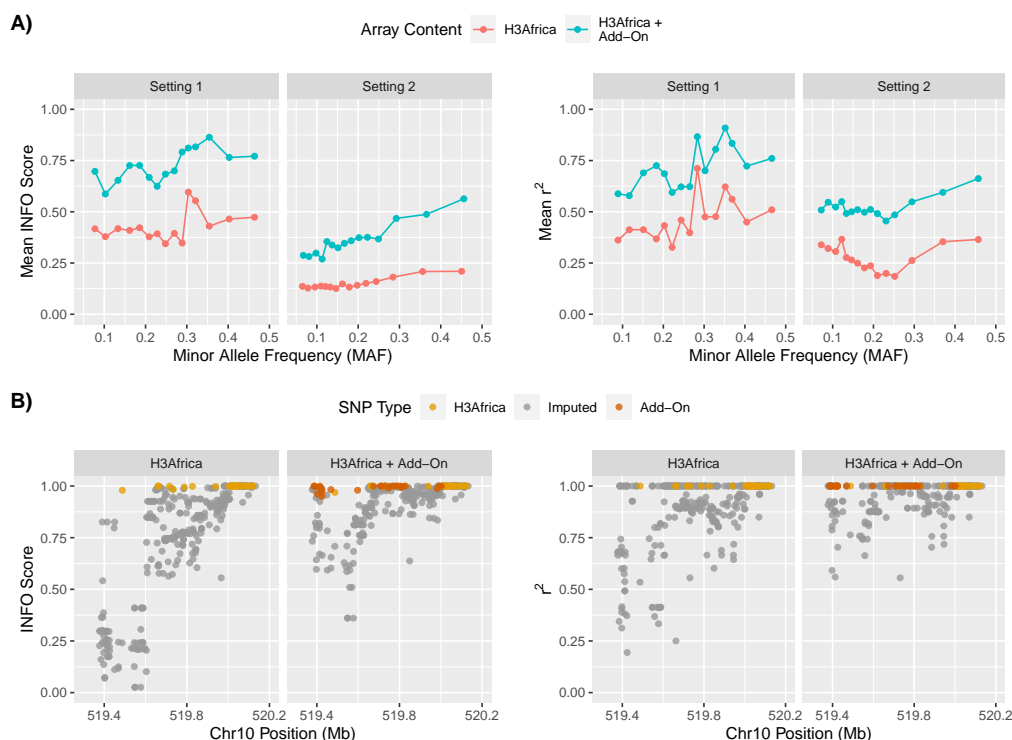 A)
Array Content H3Africa H3Africa +
Add−On
Setting 1 Setting 2
Mean INFO Score
1.00
0.75
0.50
0.25
0.00
0.1 0.2 0.3 0.4 0.5 0.1 0.2 0.3 0.4 0.5
Minor Allele Frequency (MAF)
Setting 1 Setting 2
Mean r²
1.00
0.75
0.50
0.25
0.00
0.1 0.2 0.3 0.4 0.5 0.1 0.2 0.3 0.4 0.5
Minor Allele Frequency (MAF)
B)
SNP Type H3Africa Imputed Add−On
H3Africa H3Africa + Add−On
INFO Score
1.00
0.75
0.50
0.25
0.00
519.4 519.8 520.2 519.4 519.8 520.2
Chr10 Position (Mb)
H3Africa H3Africa + Add−On
r²
1.00
0.75
0.50
0.25
0.00
519.4 519.8 520.2 519.4 519.8 520.2
Chr10 Position (Mb)